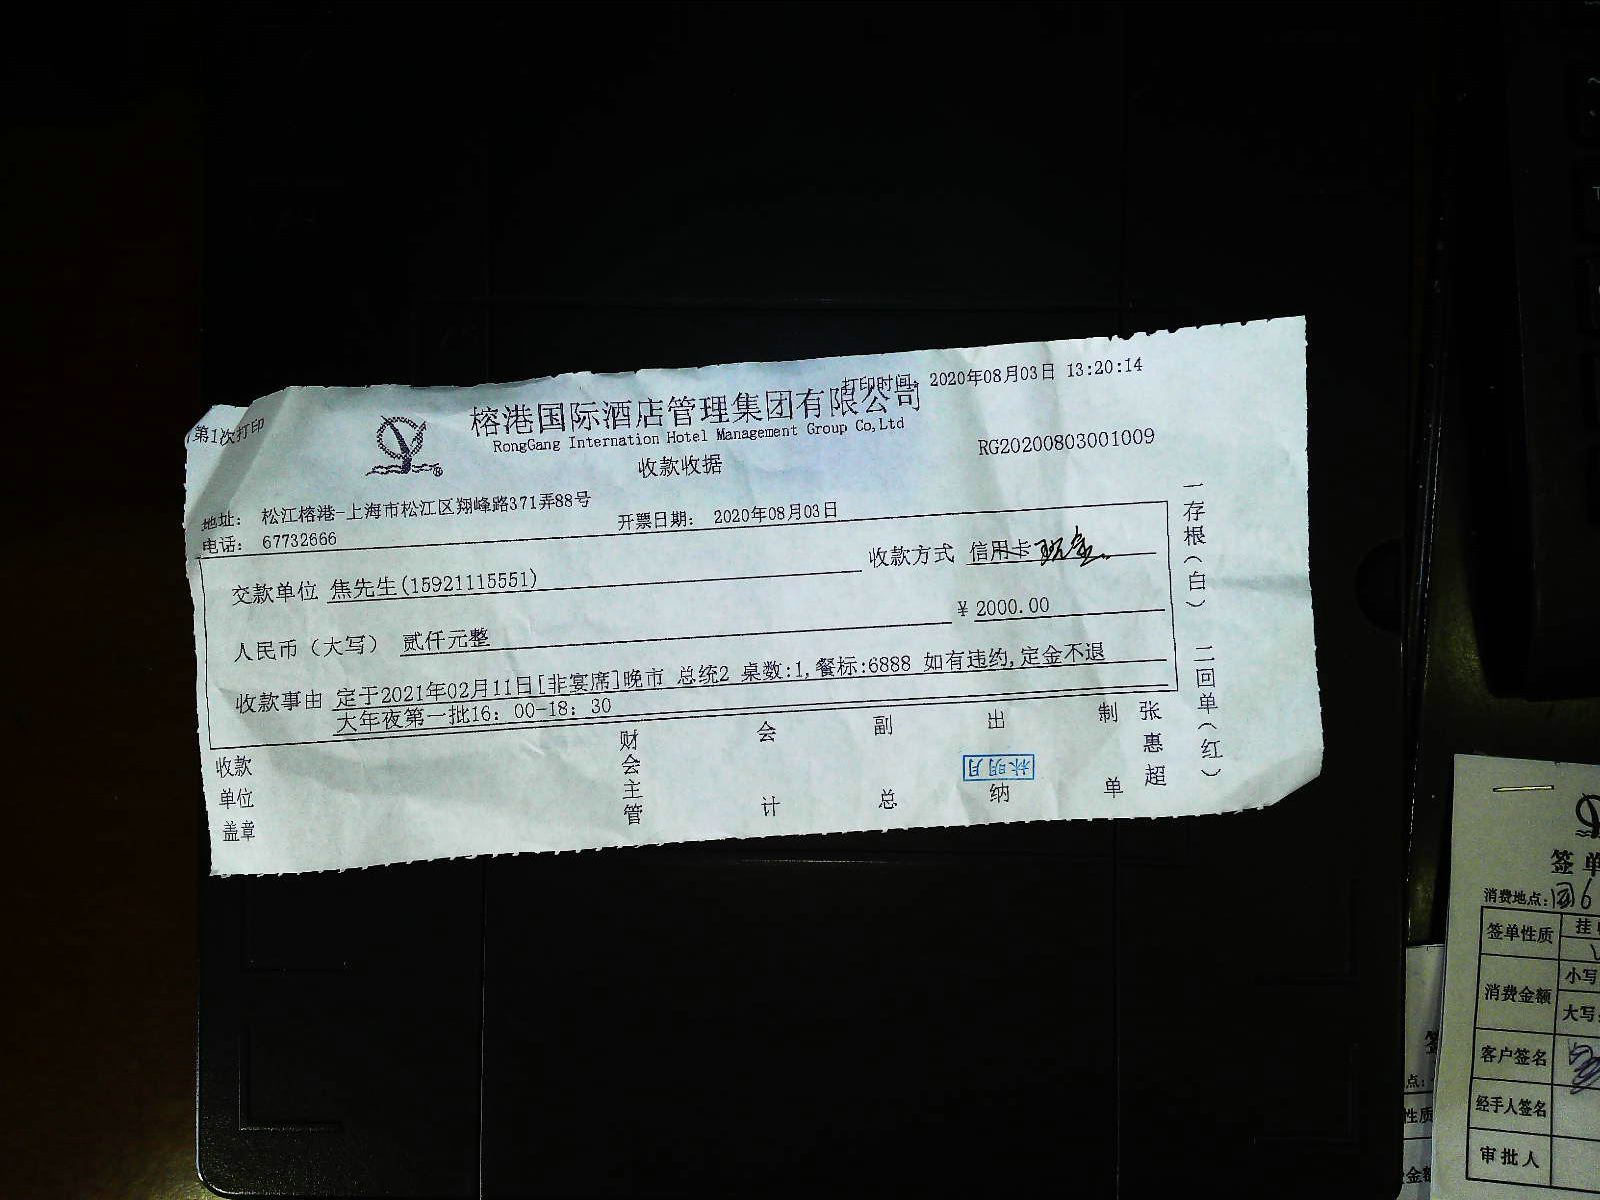 第1次打印
打印时间: 2020年08月03日 13:20:14
榕港国际酒店管理集团有限公司
RongGang Internation Hotel Management Group Co,Ltd
收款收据
RG20200803001009
地址: 松江榕港-上海市松江区翔峰路371弄88号
电话: 67732666
开票日期: 2020年08月03日
交款单位 焦先生(15921115551)
收款方式 信用卡 现金
人民币（大写） 贰仟元整
¥ 2000.00
收款事由 定于2021年02月11日[非宴席]晚市 总统2 桌数:1,餐标:6888 如有违约,定金不退
大年夜第一批16: 00-18: 30
收款单位盖章
财会主管
会计
副总
出纳
林明月
制单
张惠超
一存根(白) 二回单(红)
签单
消费地点:
签单性质
消费金额
小写
大写
客户签名
经手人签名
审批人